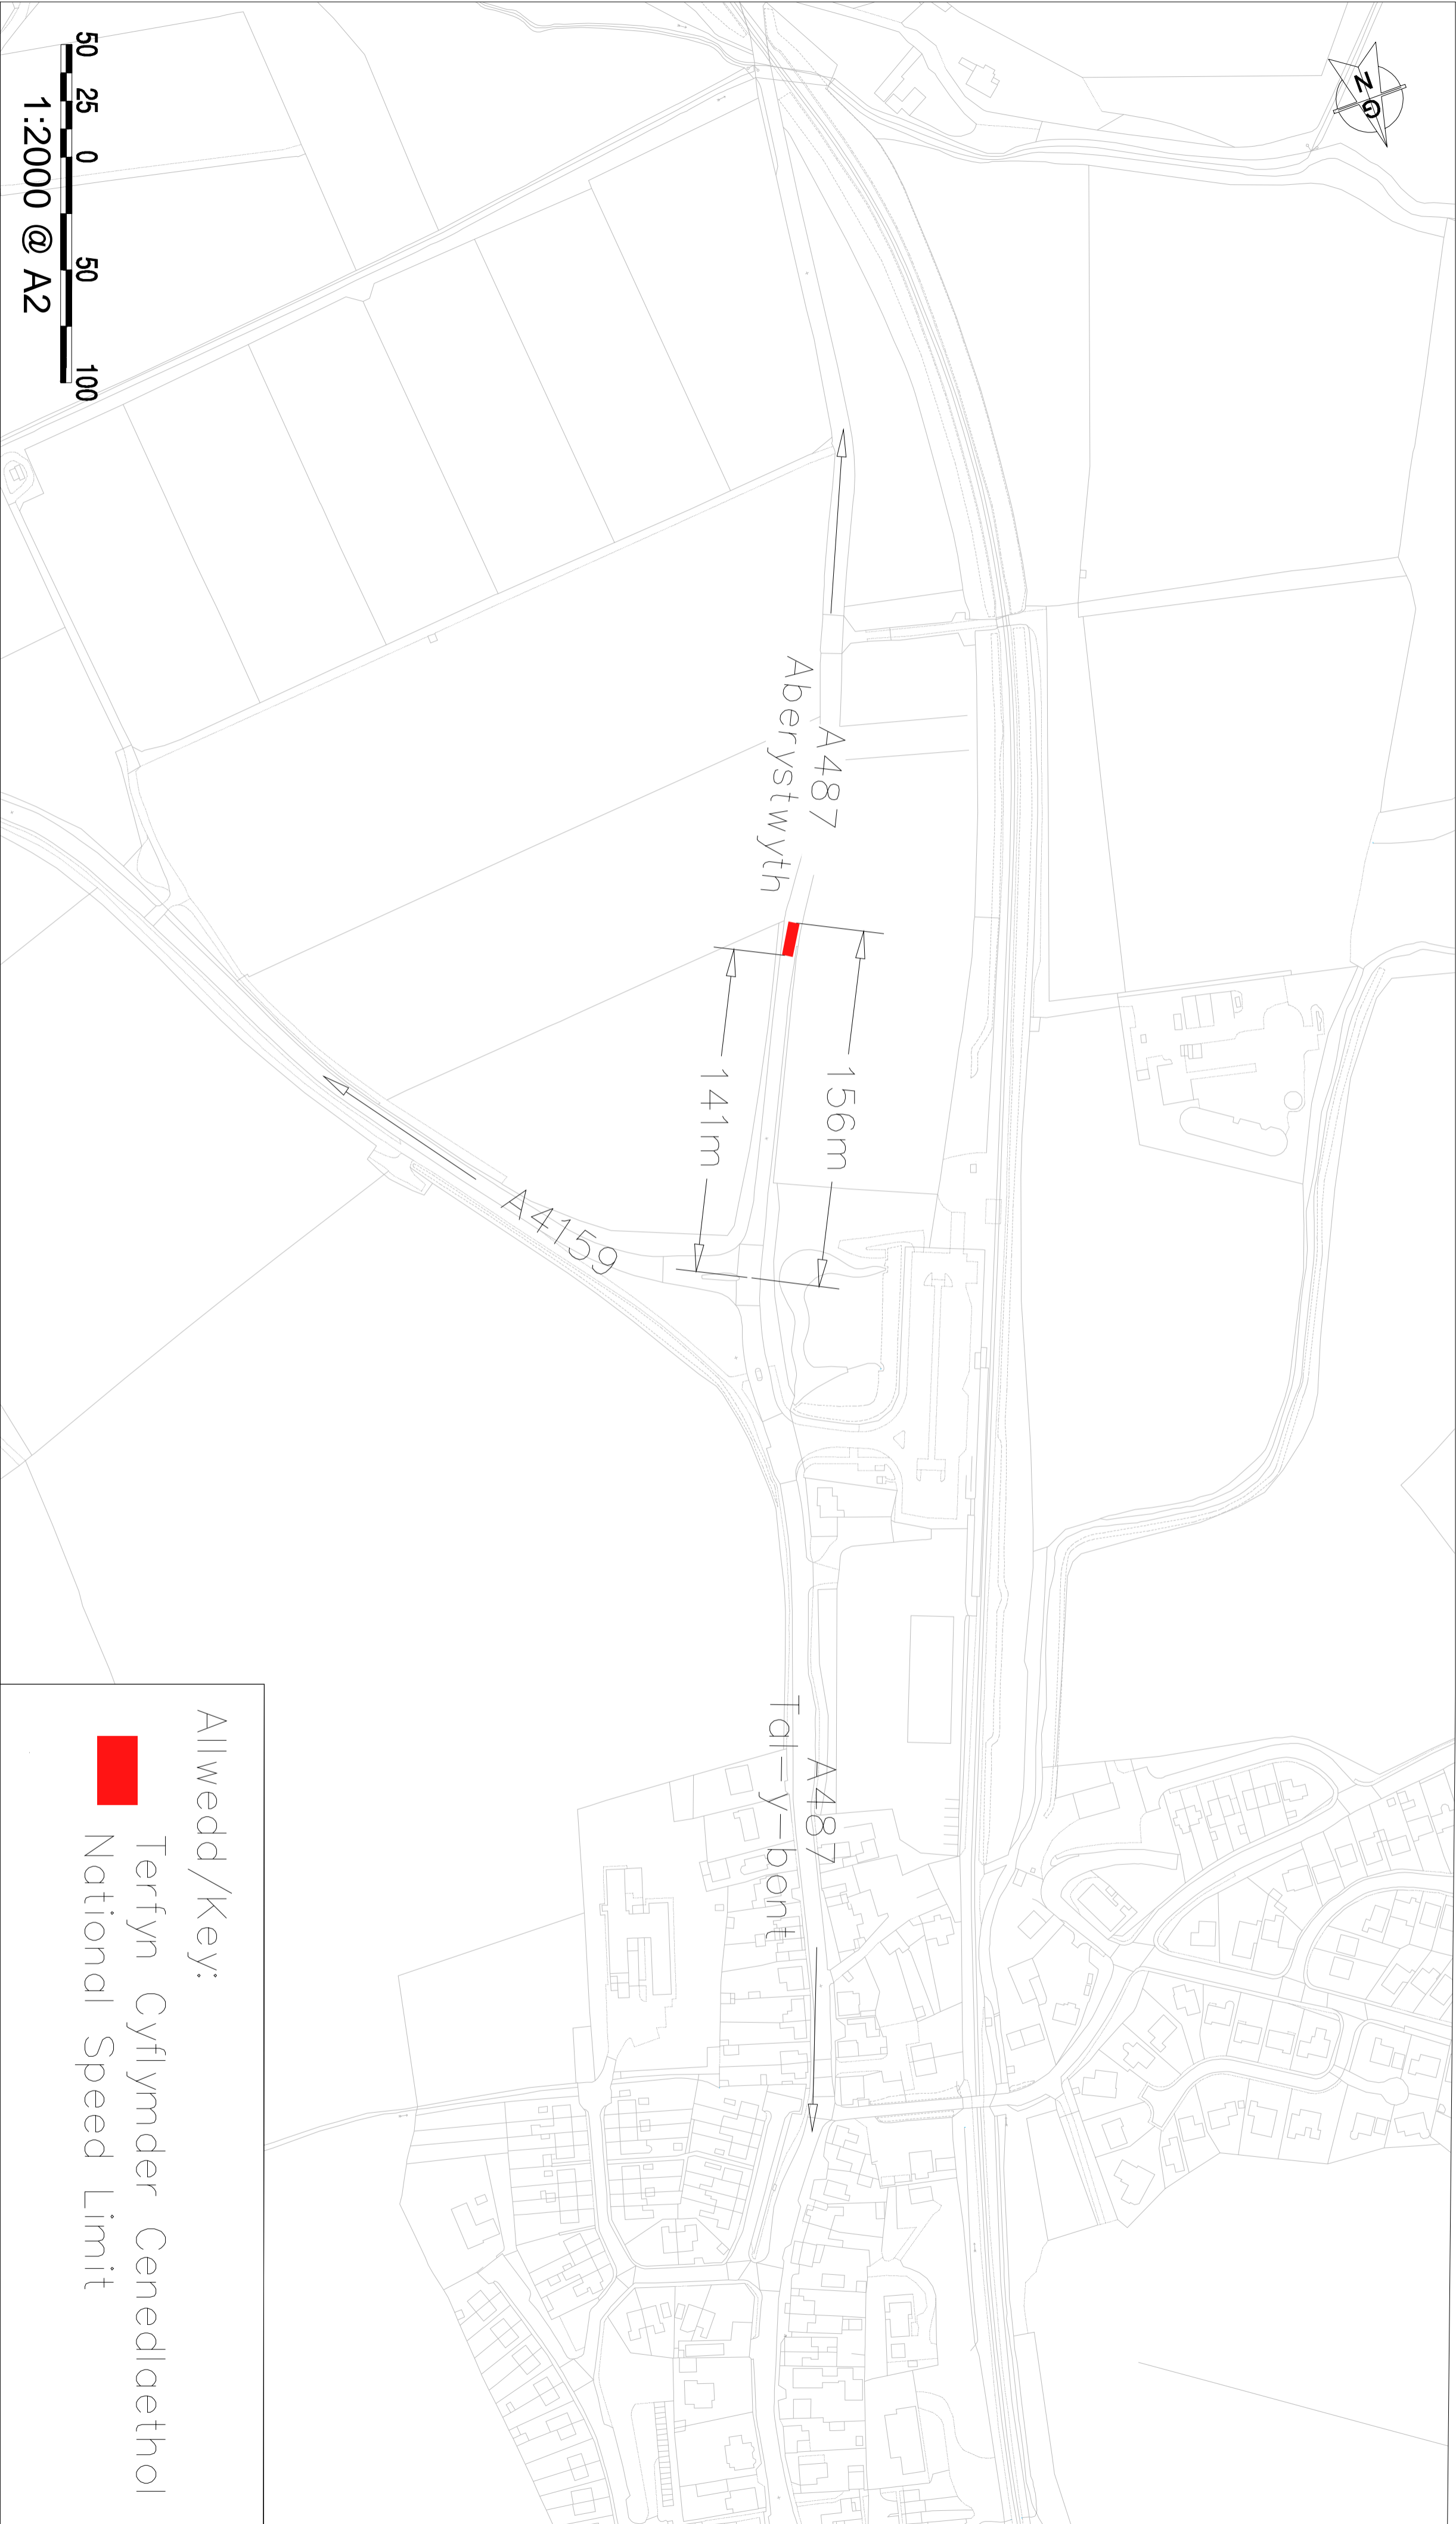 N G
A487
Aberystwyth
156m
141m
A4159
A487
Tal-y-bont
50 25 0 50 100
1:2000 @ A2
Allwedd/Key:
Terfyn Cyflymder Cenedlaethol
National Speed Limit